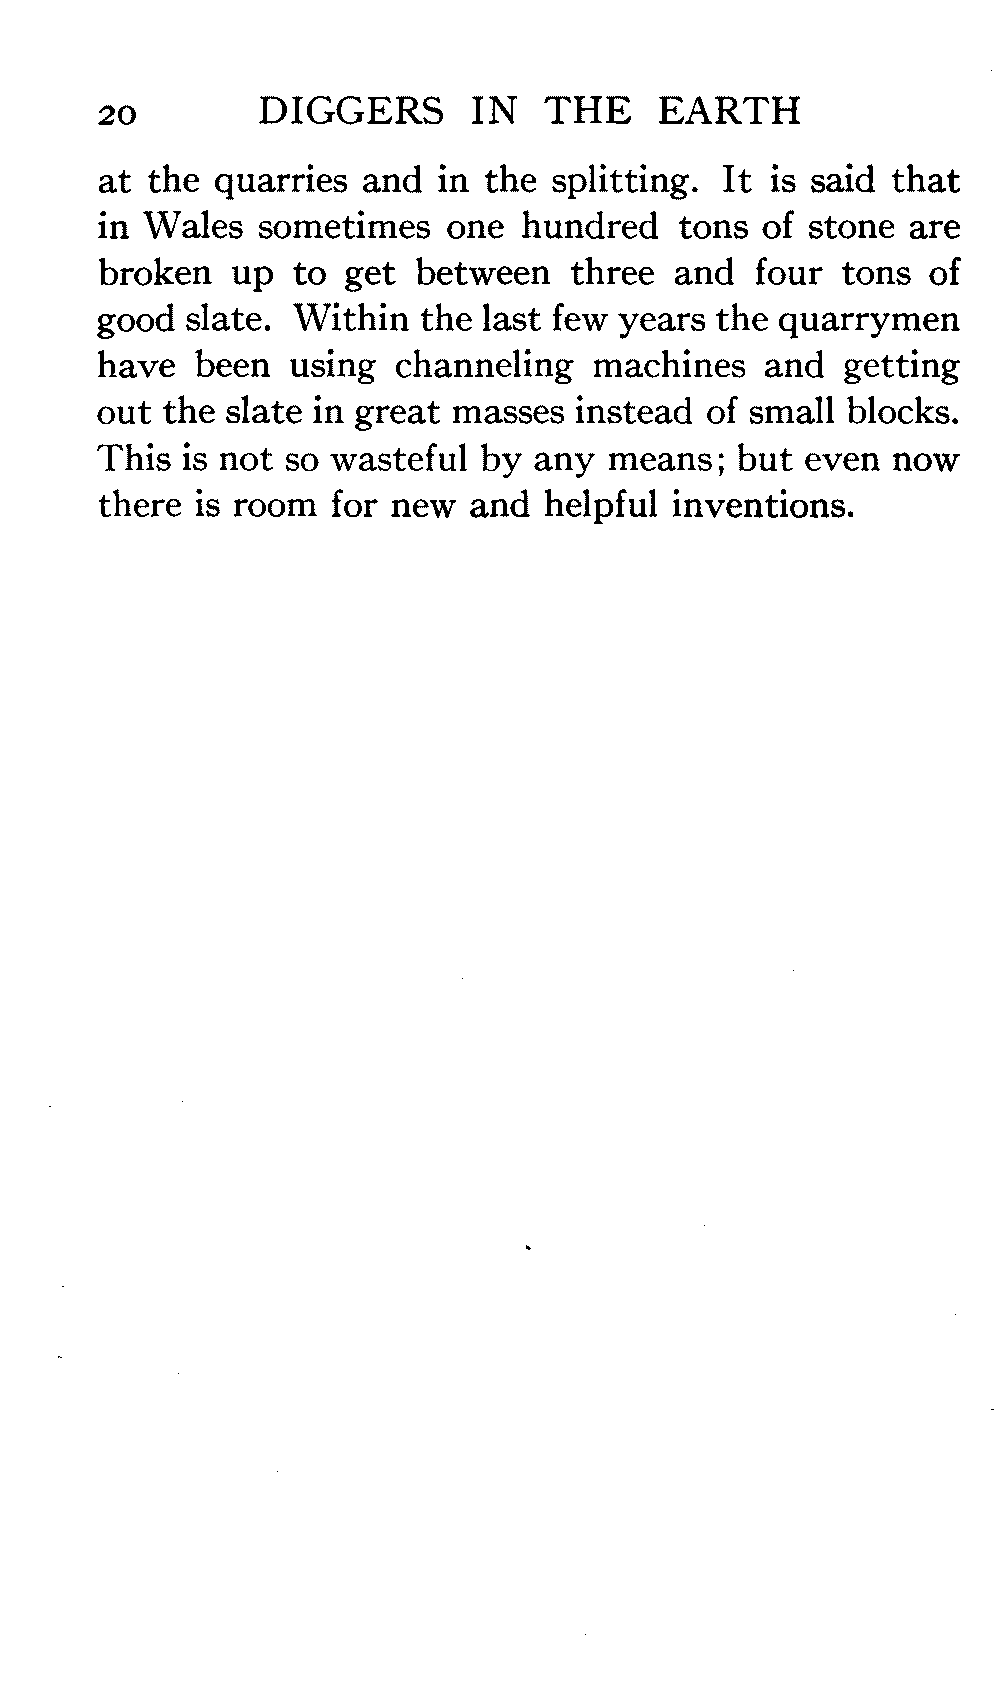 20 DIGGERS IN THE EARTH
at the quarries and in the splitting. It is said that
in Wales sometimes one hundred tons of stone are
broken up to get between three and four tons of
good slate. Within the last few years the quarrymen
have been using channeling machines and getting
out the slate in great masses instead of small blocks.
This is not so wasteful by any means; but even now
there is room for new and helpful inventions.